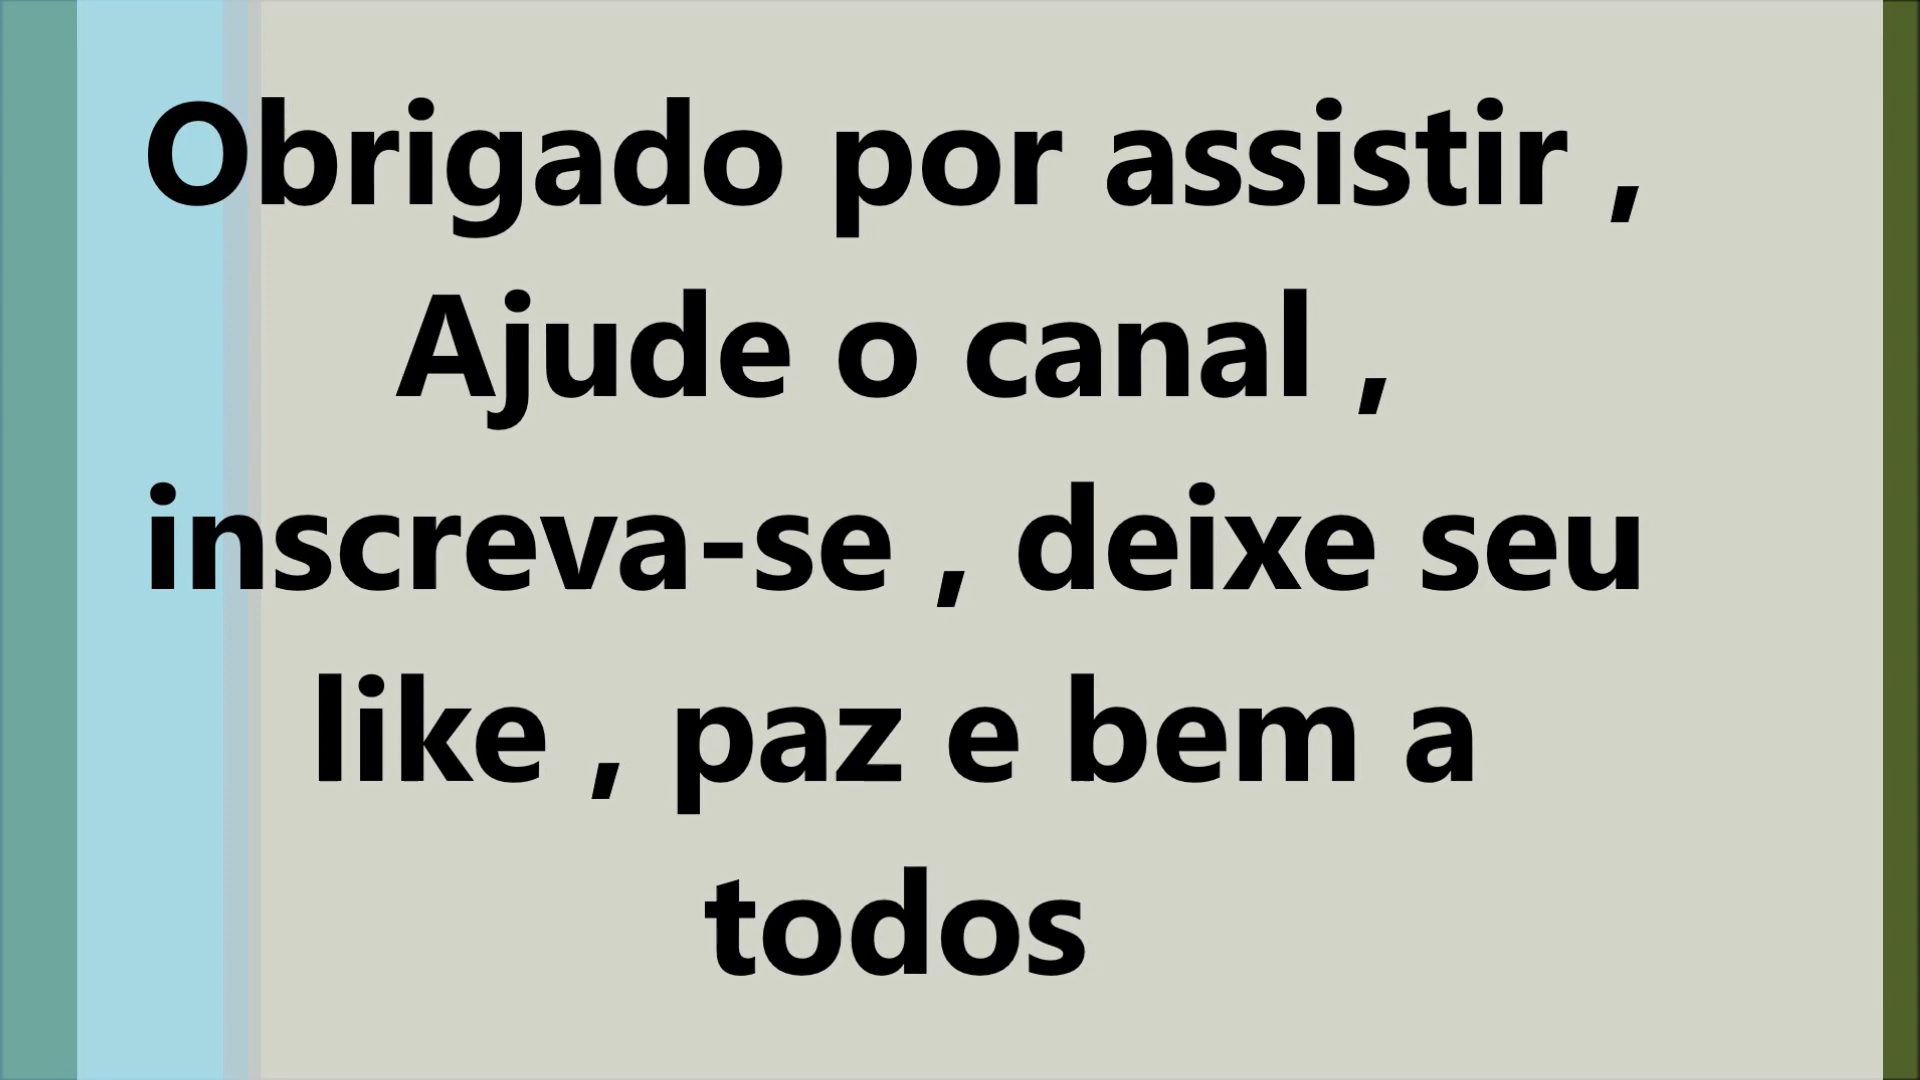 Obrigado por assistir ,
Ajude o canal ,
inscreva-se , deixe seu
like , paz e bem a
todos